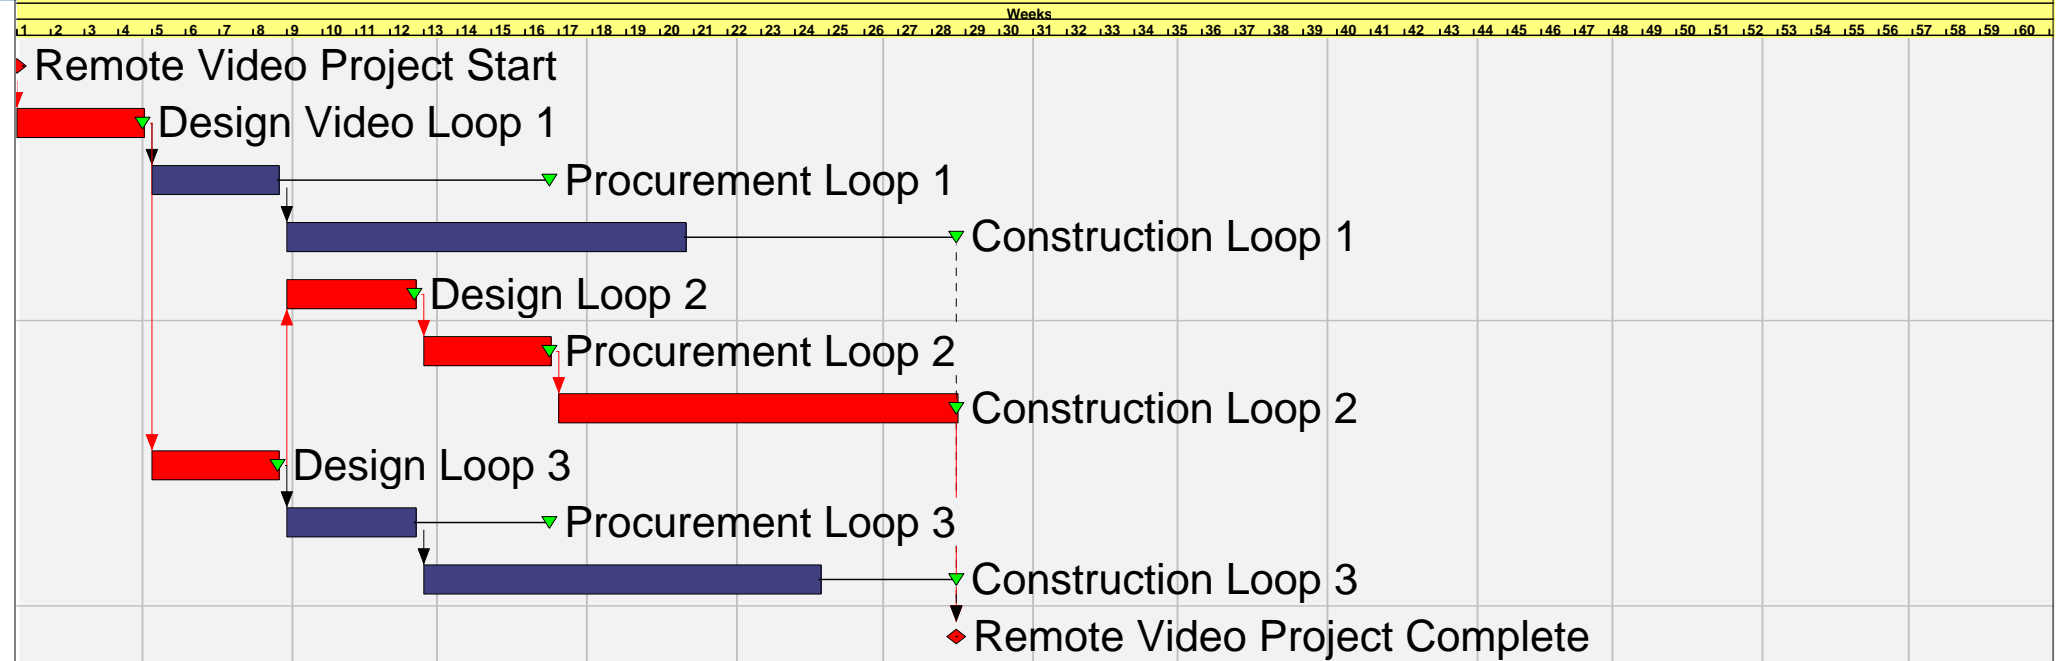 Weeks
1 2 3 4 5 6 7 8 9 10 11 12 13 14 15 16 17 18 19 20 21 22 23 24 25 26 27 28 29 30 31 32 33 34 35 36 37 38 39 40 41 42 43 44 45 46 47 48 49 50 51 52 53 54 55 56 57 58 59 60
Remote Video Project Start
Design Video Loop 1
Procurement Loop 1
Construction Loop 1
Design Loop 2
Procurement Loop 2
Construction Loop 2
Design Loop 3
Procurement Loop 3
Construction Loop 3
Remote Video Project Complete